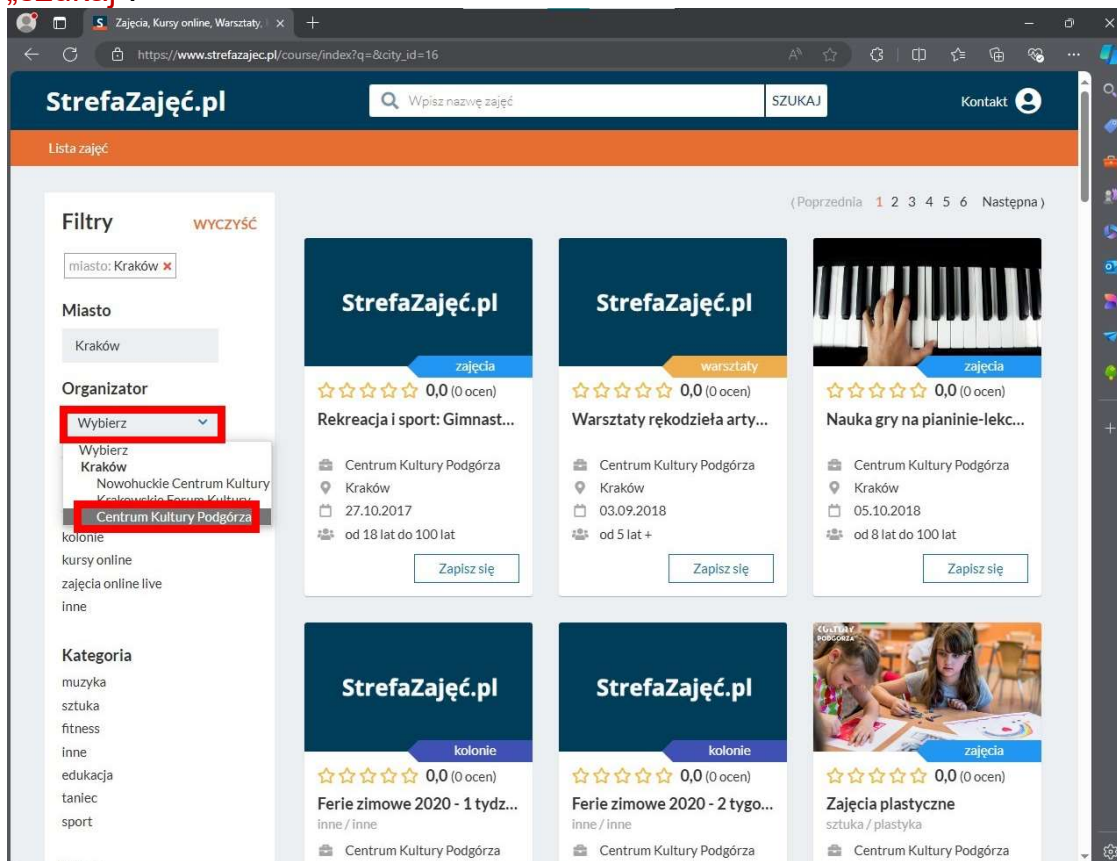 „szukaj".
Zajęcia, Kursy online, Warsztaty,
https://www.strefazajec.pl/course/index?q=&city_id=16
StrefaZajęć.pl
Wpisz nazwę zajęć
SZUKAJ
Kontakt
Lista zajęć
(Poprzednia 1 2 3 4 5 6 Następna)
Filtry
WYCZYŚĆ
miasto: Kraków ×
Miasto
Kraków
Organizator
Wybierz
Wybierz
Kraków
Nowohuckie Centrum Kultury
Krakowskie Forum Kultury
Centrum Kultury Podgórza
kolonie
kursy online
zajęcia online live
inne
Kategoria
muzyka
sztuka
fitness
inne
edukacja
taniec
sport
StrefaZajęć.pl
zajęcia
0,0 (0 ocen)
Rekreacja i sport: Gimnast...
Centrum Kultury Podgórza
Kraków
27.10.2017
od 18 lat do 100 lat
Zapisz się
StrefaZajęć.pl
warsztaty
0,0 (0 ocen)
Warsztaty rękodzieła arty...
Centrum Kultury Podgórza
Kraków
03.09.2018
od 5 lat +
Zapisz się
zajęcia
0,0 (0 ocen)
Nauka gry na pianinie-lekc...
Centrum Kultury Podgórza
Kraków
05.10.2018
od 8 lat do 100 lat
Zapisz się
StrefaZajęć.pl
kolonie
0,0 (0 ocen)
Ferie zimowe 2020 - 1 tydz...
inne / inne
Centrum Kultury Podgórza
StrefaZajęć.pl
kolonie
0,0 (0 ocen)
Ferie zimowe 2020 - 2 tygo...
inne / inne
Centrum Kultury Podgórza
KULTURY
PODGÓRZA
zajęcia
0,0 (0 ocen)
Zajęcia plastyczne
sztuka / plastyka
Centrum Kultury Podgórza